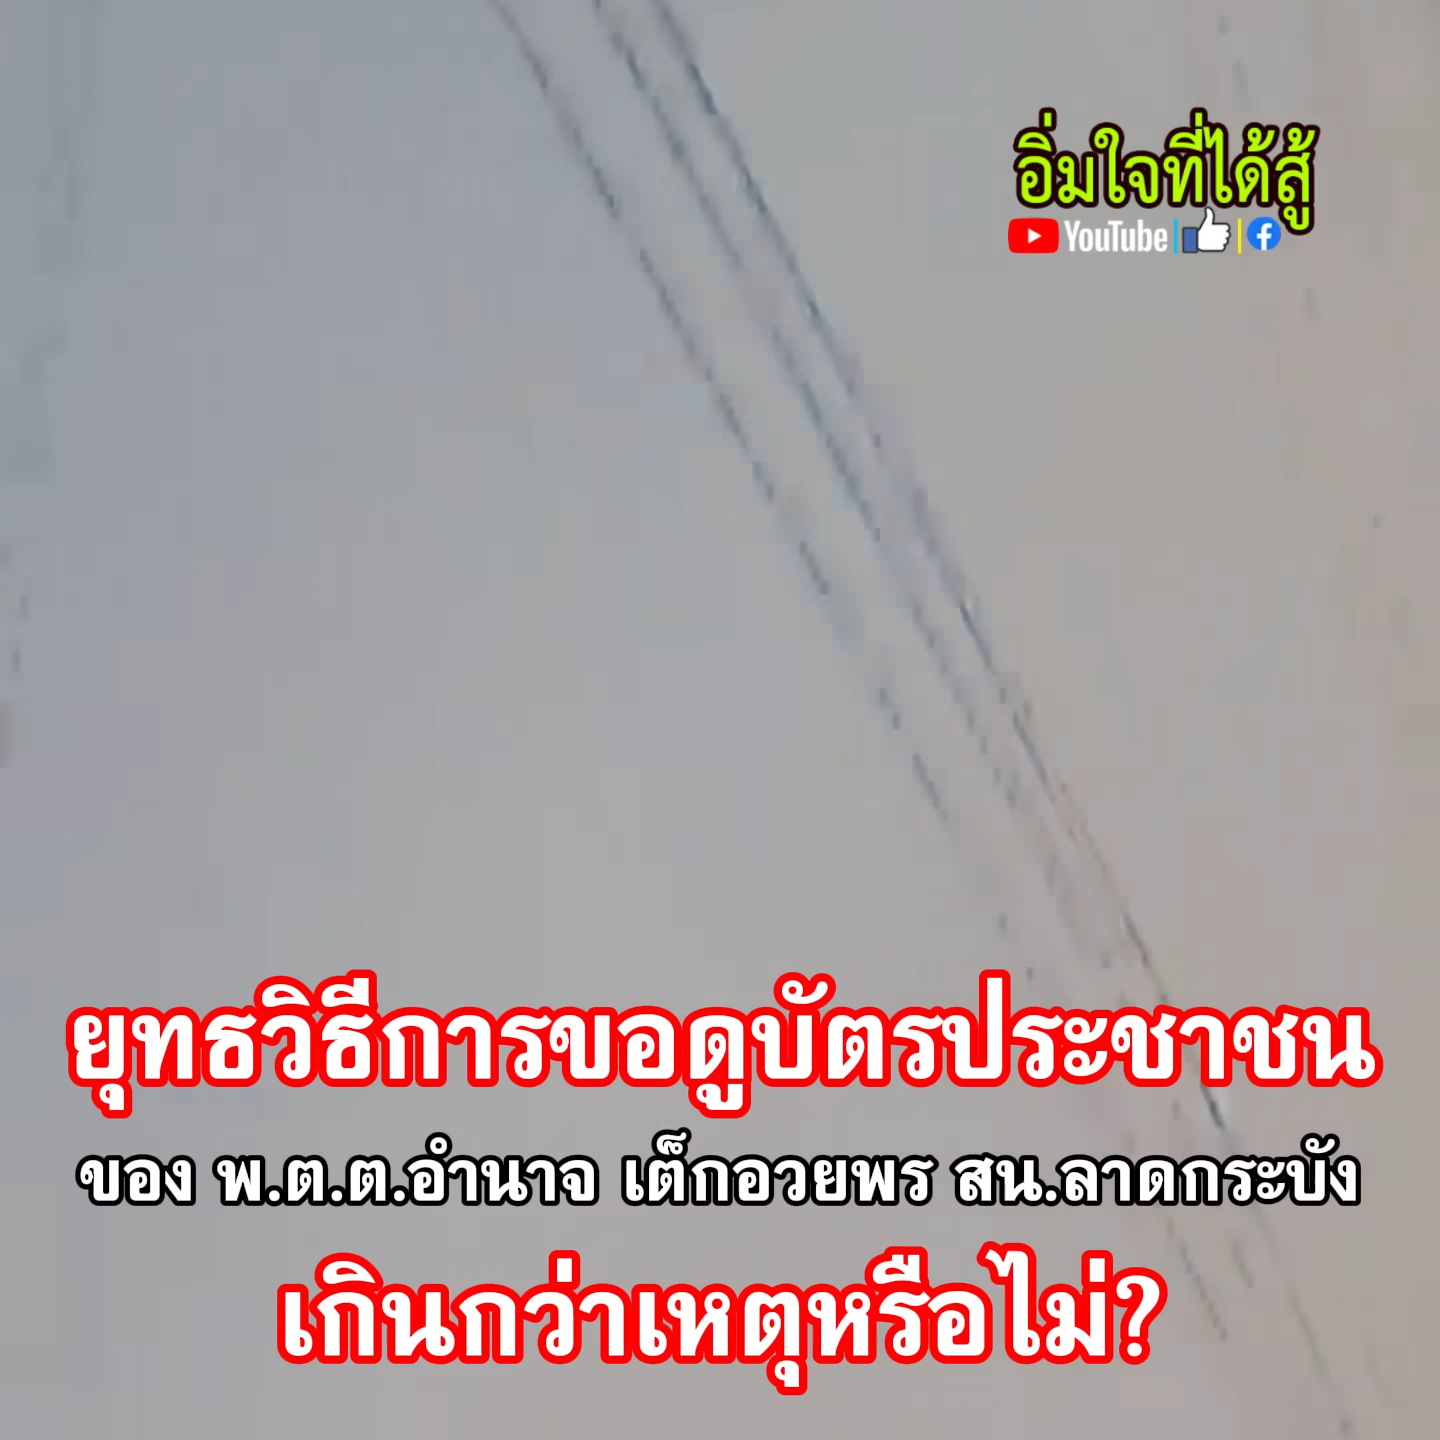 อิ่มใจที่ได้สู้
YouTube
ยุทธวิธีการขอดูบัตรประชาชน
ของ พ.ต.ต.อำนาจ เต็กอวยพร สน.ลาดกระบัง
เกินกว่าเหตุหรือไม่?